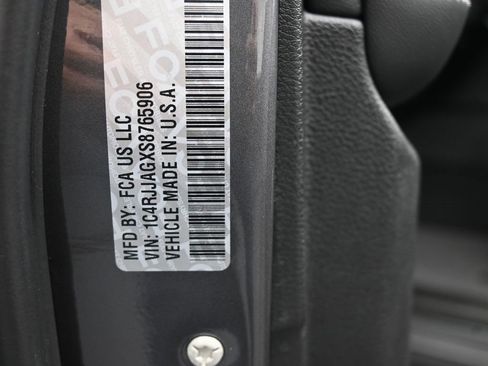 MFD BY: FCA US LLC
VIN: 1C4RJJAGXS8765906
VEHICLE MADE IN: U.S.A.